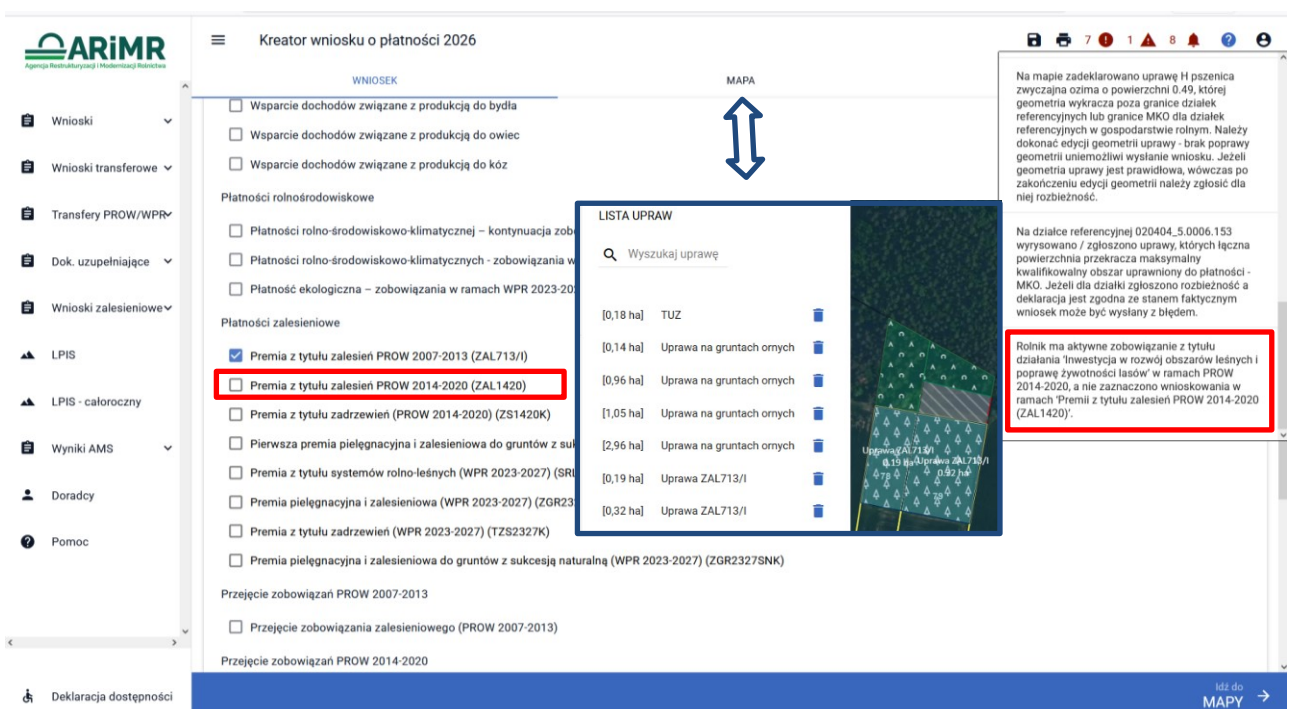 ARiMR
Agencja Restrukturyzacji i Modernizacji Rolnictwa
Kreator wniosku o płatności 2026
7
1
8
WNIOSEK
MAPA
Wnioski
Wnioski transferowe
Transfery PROW/WPR
Dok. uzupełniające
Wnioski zalesieniowe
LPIS
LPIS - całoroczny
Wyniki AMS
Doradcy
Pomoc
Deklaracja dostępności
Wsparcie dochodów związane z produkcją do bydła
Wsparcie dochodów związane z produkcją do owiec
Wsparcie dochodów związane z produkcją do kóz
Płatności rolnośrodowiskowe
Płatności rolno-środowiskowo-klimatycznej – kontynuacja zobo
Płatności rolno-środowiskowo-klimatycznych - zobowiązania w
Płatność ekologiczna – zobowiązania w ramach WPR 2023-20
Płatności zalesieniowe
Premia z tytułu zalesień PROW 2007-2013 (ZAL713/I)
Premia z tytułu zalesień PROW 2014-2020 (ZAL1420)
Premia z tytułu zadrzewień (PROW 2014-2020) (ZS1420K)
Pierwsza premia pielęgnacyjna i zalesieniowa do gruntów z suk
Premia z tytułu systemów rolno-leśnych (WPR 2023-2027) (SRL
Premia pielęgnacyjna i zalesieniowa (WPR 2023-2027) (ZGR23
Premia z tytułu zadrzewień (WPR 2023-2027) (TZS2327K)
Premia pielęgnacyjna i zalesieniowa do gruntów z sukcesją naturalną (WPR 2023-2027) (ZGR2327SNK)
Przejęcie zobowiązań PROW 2007-2013
Przejęcie zobowiązania zalesieniowego (PROW 2007-2013)
Przejęcie zobowiązań PROW 2014-2020
LISTA UPRAW
Wyszukaj uprawę
[0,18 ha] TUZ
[0,14 ha] Uprawa na gruntach ornych
[0,96 ha] Uprawa na gruntach ornych
[1,05 ha] Uprawa na gruntach ornych
[2,96 ha] Uprawa na gruntach ornych
[0,19 ha] Uprawa ZAL713/I
[0,32 ha] Uprawa ZAL713/I
Uprawa ZAL713/I
0.19 ha
Uprawa ZAL713/I
0.92 ha
78
79
Na mapie zadeklarowano uprawę H pszenica
zwyczajna ozima o powierzchni 0.49, której
geometria wykracza poza granice działek
referencyjnych lub granice MKO dla działek
referencyjnych w gospodarstwie rolnym. Należy
dokonać edycji geometrii uprawy - brak poprawy
geometrii uniemożliwi wysłanie wniosku. Jeżeli
geometria uprawy jest prawidłowa, wówczas po
zakończeniu edycji geometrii należy zgłosić dla
niej rozbieżność.
Na działce referencyjnej 020404_5.0006.153
wyrysowano / zgłoszono uprawy, których łączna
powierzchnia przekracza maksymalny
kwalifikowalny obszar uprawniony do płatności -
MKO. Jeżeli dla działki zgłoszono rozbieżność a
deklaracja jest zgodna ze stanem faktycznym
wniosek może być wysłany z błędem.
Rolnik ma aktywne zobowiązanie z tytułu
działania 'Inwestycja w rozwój obszarów leśnych i
poprawę żywotności lasów' w ramach PROW
2014-2020, a nie zaznaczono wnioskowania w
ramach 'Premii z tytułu zalesień PROW 2014-2020
(ZAL1420)'.
Idź do
MAPY